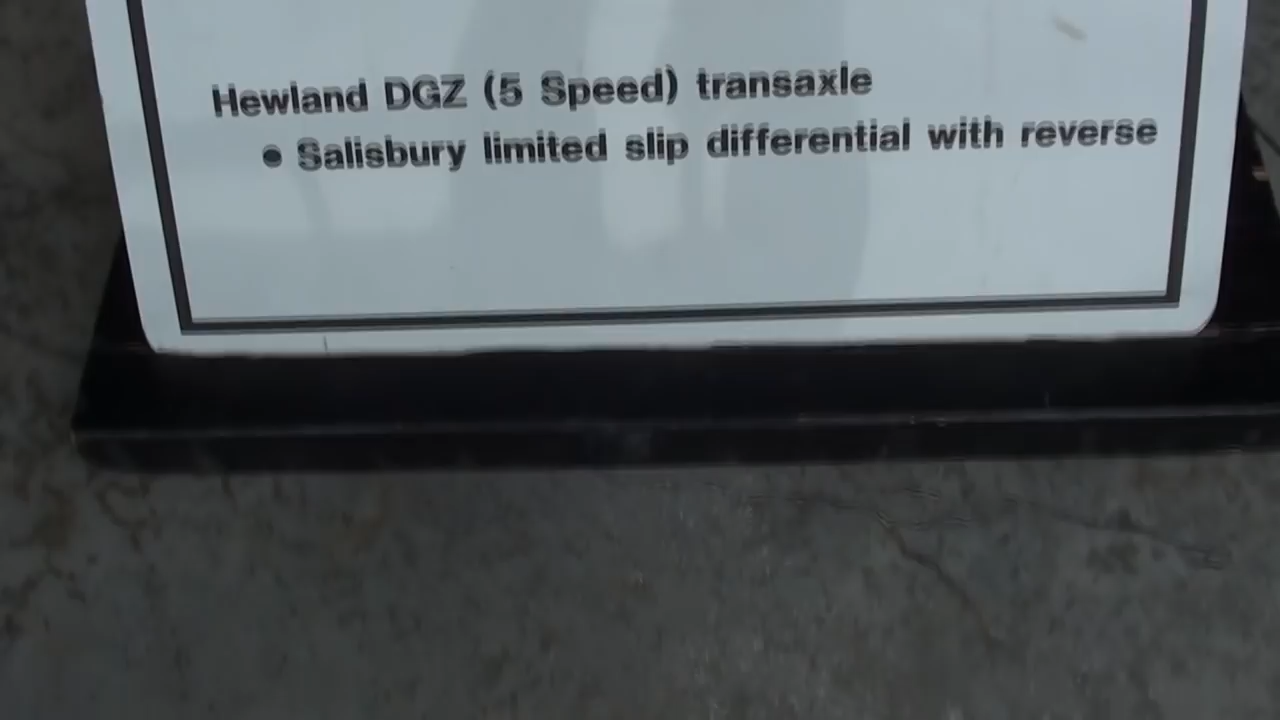 Hewland DGZ (5 Speed) transaxle
• Salisbury limited slip differential with reverse